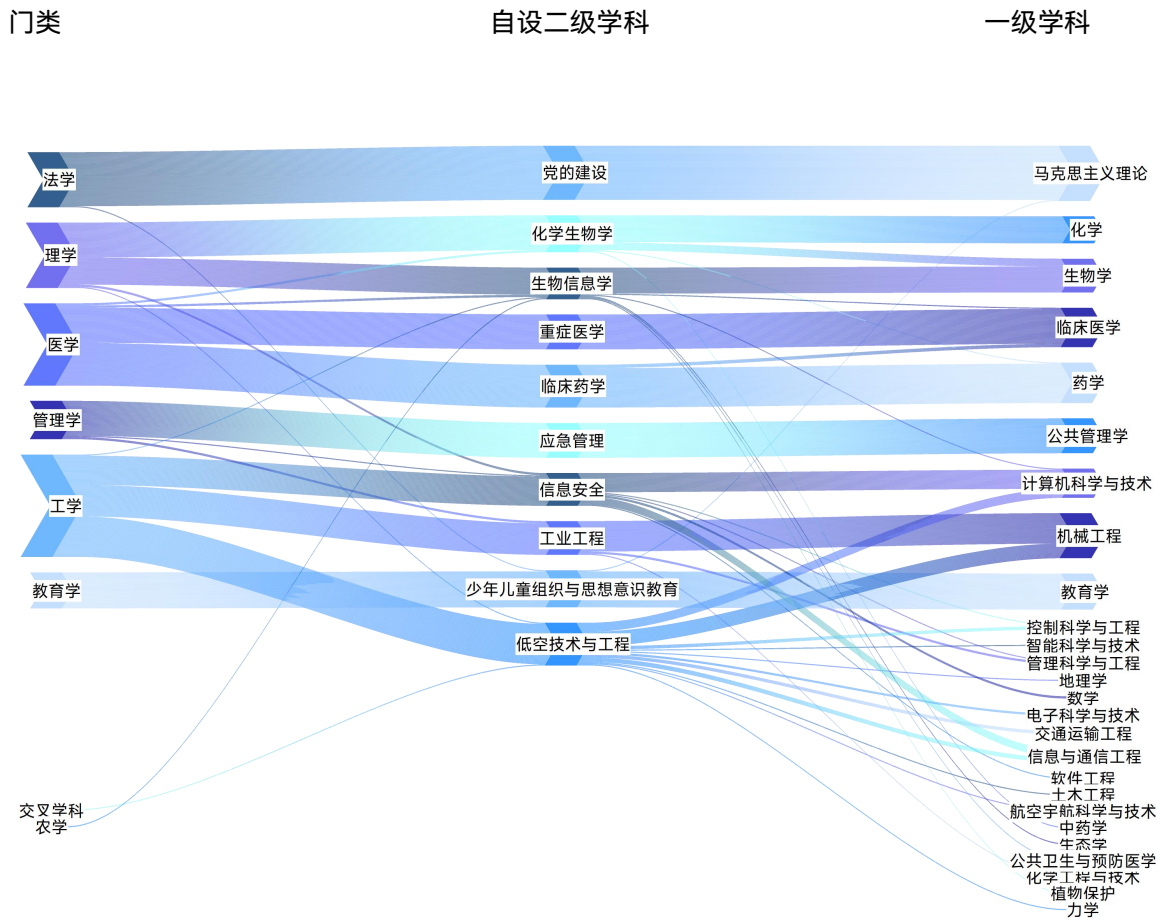 门类
自设二级学科
一级学科
法学
理学
医学
管理学
工学
教育学
交叉学科
农学
党的建设
化学生物学
生物信息学
重症医学
临床药学
应急管理
信息安全
工业工程
少年儿童组织与思想意识教育
低空技术与工程
马克思主义理论
化学
生物学
临床医学
药学
公共管理学
计算机科学与技术
机械工程
教育学
控制科学与工程
智能科学与技术
管理科学与工程
地理学
数学
电子科学与技术
交通运输工程
信息与通信工程
软件工程
土木工程
航空宇航科学与技术
中药学
生态学
公共卫生与预防医学
化学工程与技术
植物保护
力学